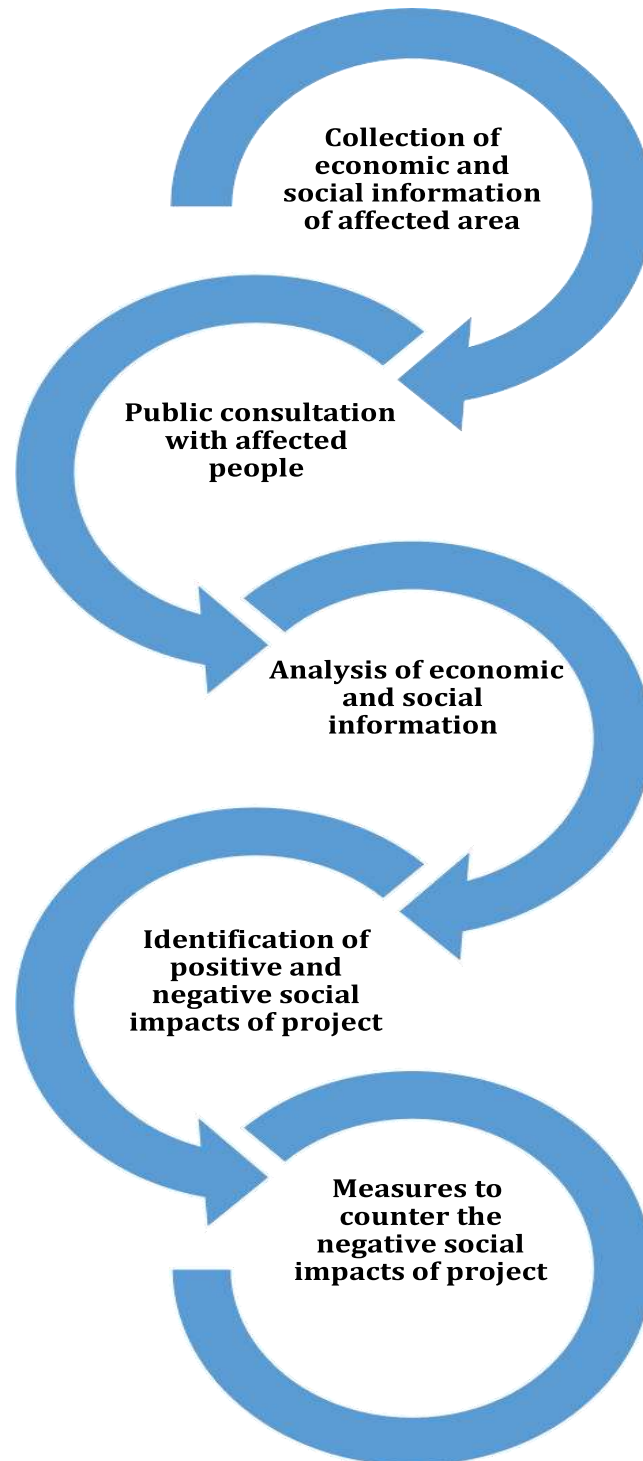 Collection of
economic and
social information
of affected area
Public consultation
with affected
people
Analysis of economic
and social
information
Identification of
positive and
negative social
impacts of project
Measures to
counter the
negative social
impacts of project